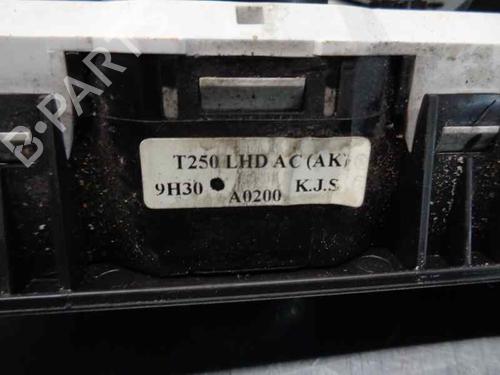 B-PARTS
T250 LHD AC (AK)
9H30 K.J.S
A0200